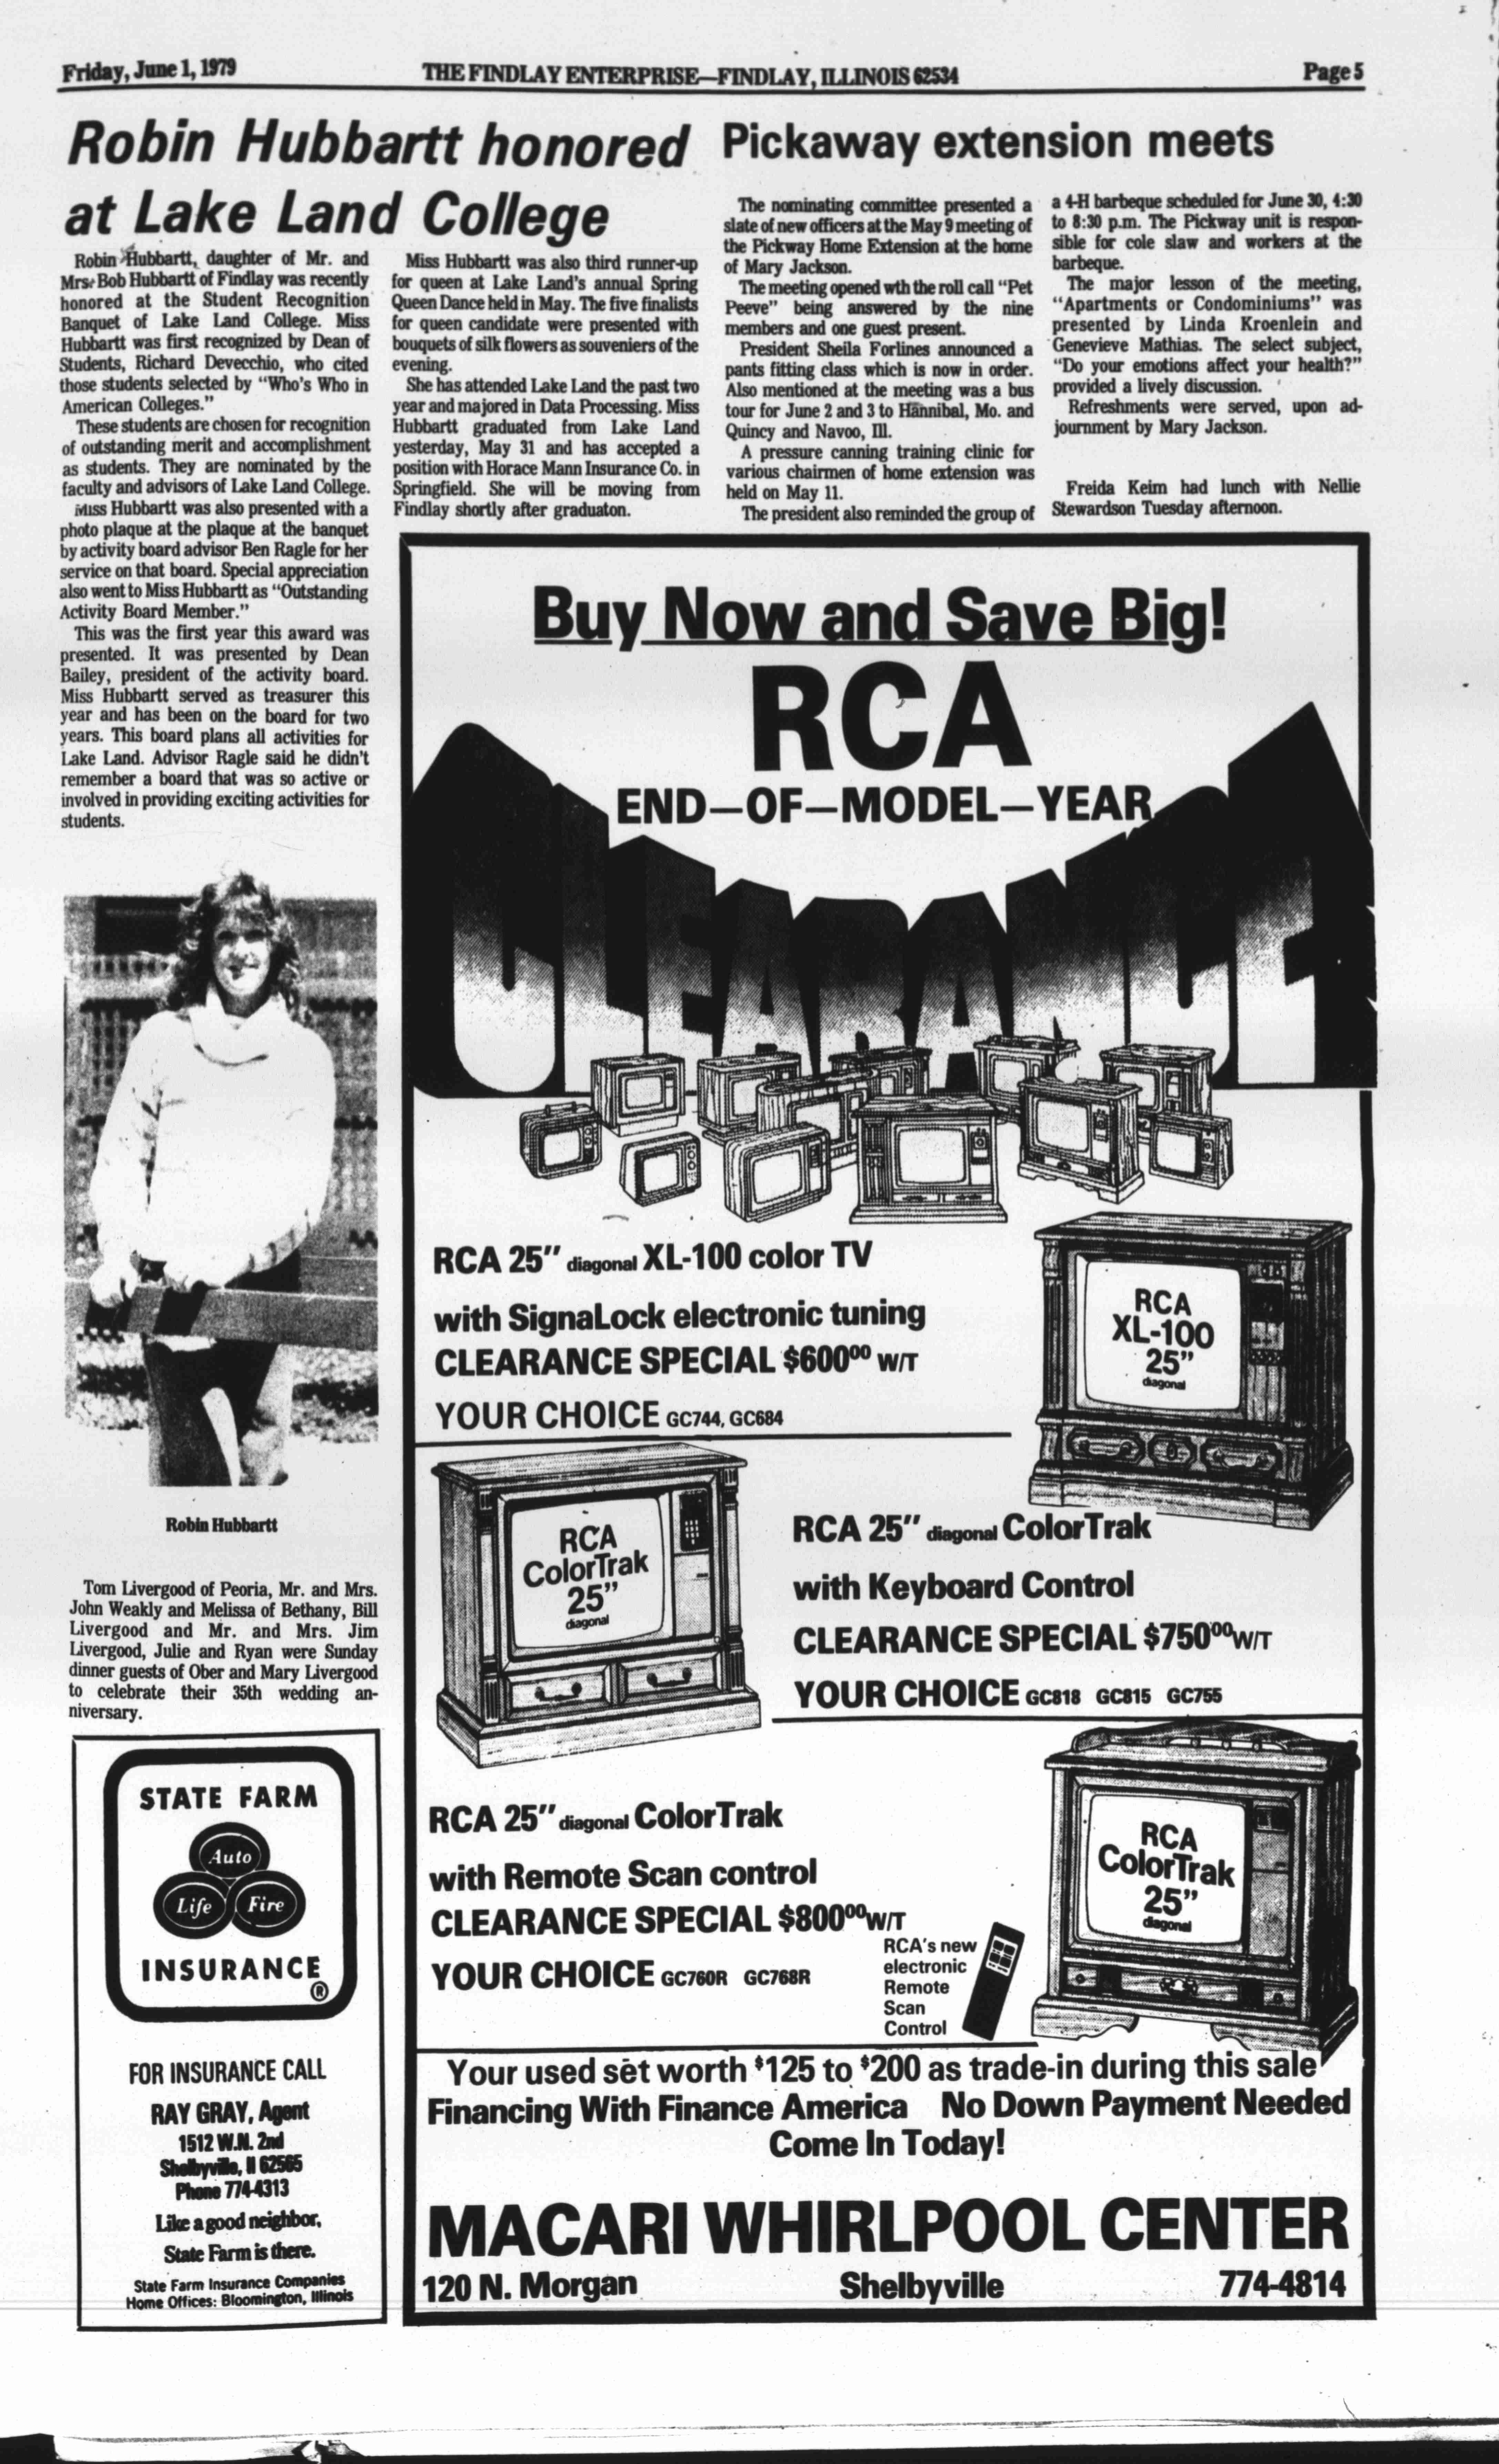 Friday, June 1, 1979
THE FINDLAY ENTERPRISE—FINDLAY, ILLINOIS 62534
Page 5
Robin Hubbartt honored
at Lake Land College
Robin Hubbartt, daughter of Mr. and
Mrs. Bob Hubbartt of Findlay was recently
honored at the Student Recognition
Banquet of Lake Land College. Miss
Hubbartt was first recognized by Dean of
Students, Richard Devecchio, who cited
those students selected by "Who's Who in
American Colleges."
These students are chosen for recognition
of outstanding merit and accomplishment
as students. They are nominated by the
faculty and advisors of Lake Land College.
Miss Hubbartt was also presented with a
photo plaque at the plaque at the banquet
by activity board advisor Ben Ragle for her
service on that board. Special appreciation
also went to Miss Hubbartt as "Outstanding
Activity Board Member."
This was the first year this award was
presented. It was presented by Dean
Bailey, president of the activity board.
Miss Hubbartt served as treasurer this
year and has been on the board for two
years. This board plans all activities for
Lake Land. Advisor Ragle said he didn't
remember a board that was so active or
involved in providing exciting activities for
students.
Miss Hubbartt was also third runner-up
for queen at Lake Land's annual Spring
Queen Dance held in May. The five finalists
for queen candidate were presented with
bouquets of silk flowers as souveniers of the
evening.
She has attended Lake Land the past two
year and majored in Data Processing. Miss
Hubbartt graduated from Lake Land
yesterday, May 31 and has accepted a
position with Horace Mann Insurance Co. in
Springfield. She will be moving from
Findlay shortly after graduaton.
Robin Hubbartt
Tom Livergood of Peoria, Mr. and Mrs.
John Weakly and Melissa of Bethany, Bill
Livergood and Mr. and Mrs. Jim
Livergood, Julie and Ryan were Sunday
dinner guests of Ober and Mary Livergood
to celebrate their 35th wedding an-
niversary.
STATE FARM
Auto
Life
Fire
INSURANCE
®
FOR INSURANCE CALL
RAY GRAY, Agent
1512 W.N. 2nd
Shelbyville, Il 62565
Phone 774-4313
Like a good neighbor,
State Farm is there.
State Farm Insurance Companies
Home Offices: Bloomington, Illinois
Pickaway extension meets
The nominating committee presented a
slate of new officers at the May 9 meeting of
the Pickway Home Extension at the home
of Mary Jackson.
The meeting opened wth the roll call "Pet
Peeve" being answered by the nine
members and one guest present.
President Sheila Forlines announced a
pants fitting class which is now in order.
Also mentioned at the meeting was a bus
tour for June 2 and 3 to Hannibal, Mo. and
Quincy and Navoo, Ill.
A pressure canning training clinic for
various chairmen of home extension was
held on May 11.
The president also reminded the group of
a 4-H barbeque scheduled for June 30, 4:30
to 8:30 p.m. The Pickway unit is respon-
sible for cole slaw and workers at the
barbeque.
The major lesson of the meeting,
"Apartments or Condominiums" was
presented by Linda Kroenlein and
Genevieve Mathias. The select subject,
"Do your emotions affect your health?"
provided a lively discussion.
Refreshments were served, upon ad-
journment by Mary Jackson.
Freida Keim had lunch with Nellie
Stewardson Tuesday afternoon.
Buy Now and Save Big!
RCA
END—OF—MODEL—YEAR
CLEARANCE
RCA 25" diagonal XL-100 color TV
with SignaLock electronic tuning
CLEARANCE SPECIAL $600⁰⁰ W/T
YOUR CHOICE GC744, GC684
RCA
XL-100
25"
diagonal
RCA
ColorTrak
25"
diagonal
RCA 25" diagonal ColorTrak
with Keyboard Control
CLEARANCE SPECIAL $750⁰⁰ W/T
YOUR CHOICE GC818 GC815 GC755
RCA 25" diagonal ColorTrak
with Remote Scan control
CLEARANCE SPECIAL $800⁰⁰ W/T
YOUR CHOICE GC760R GC768R
RCA's new
electronic
Remote
Scan
Control
RCA
ColorTrak
25"
diagonal
Your used set worth $125 to $200 as trade-in during this sale
Financing With Finance America No Down Payment Needed
Come In Today!
MACARI WHIRLPOOL CENTER
120 N. Morgan Shelbyville 774-4814